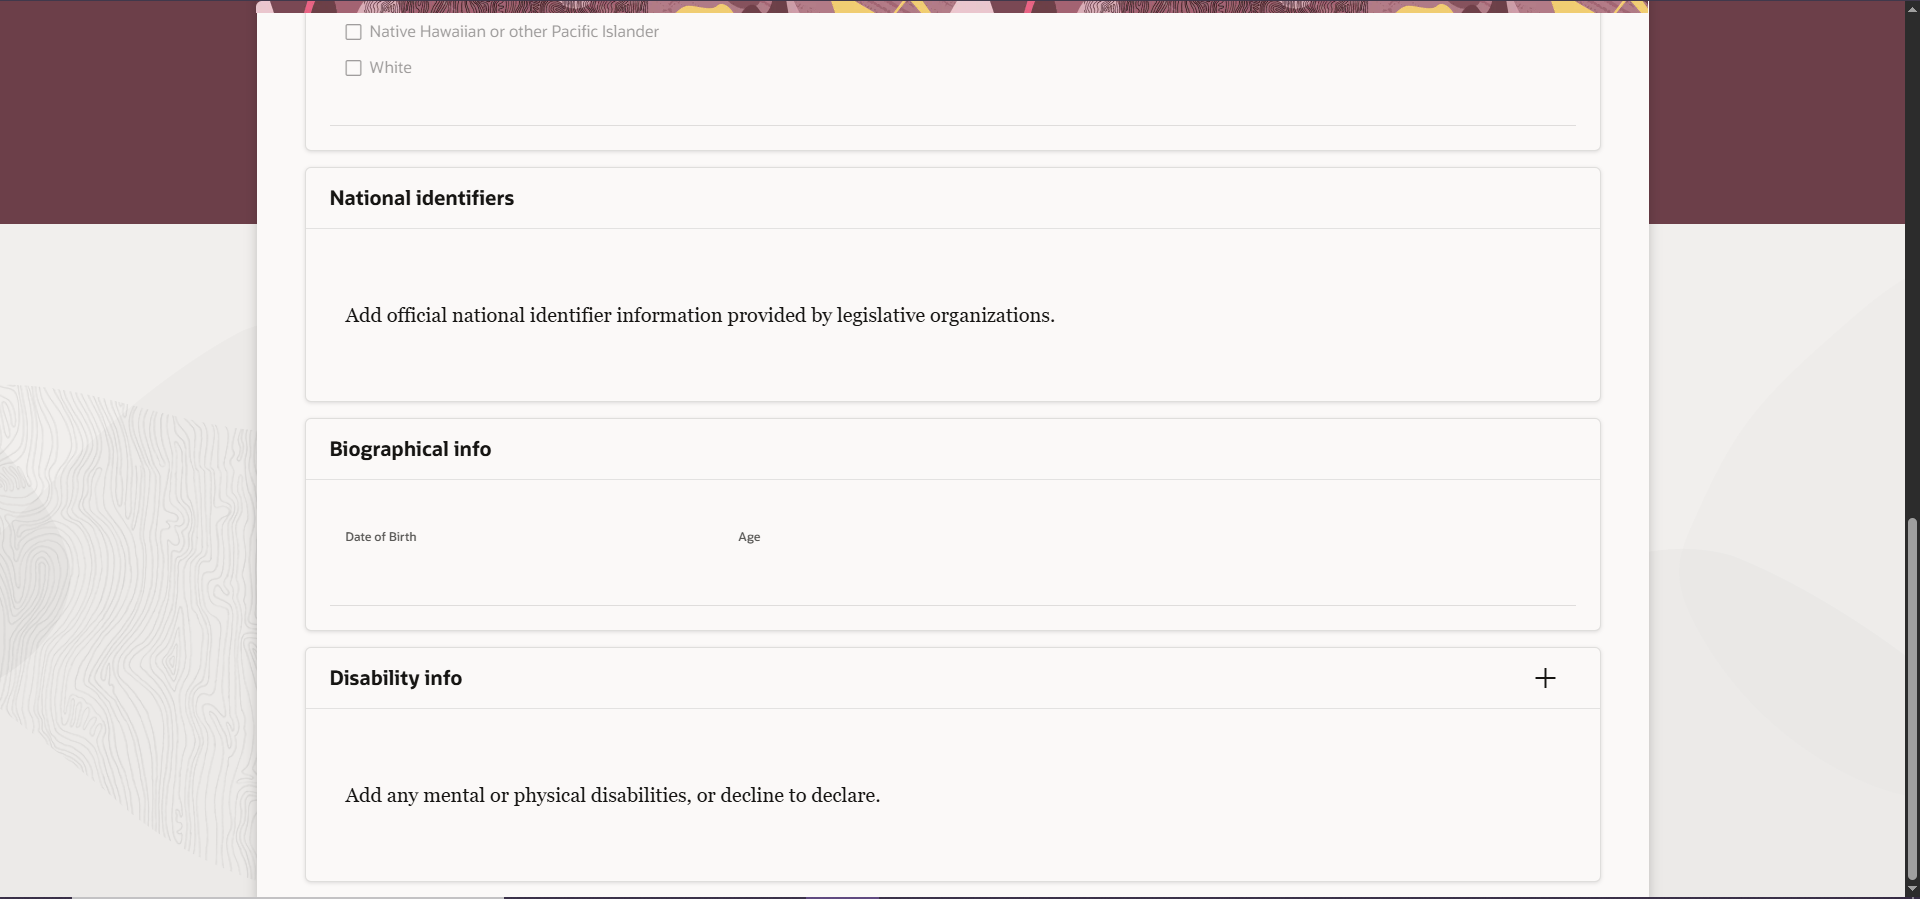 Native Hawaiian or other Pacific Islander
White
National identifiers
Add official national identifier information provided by legislative organizations.
Biographical info
Date of Birth
Age
Disability info
Add any mental or physical disabilities, or decline to declare.